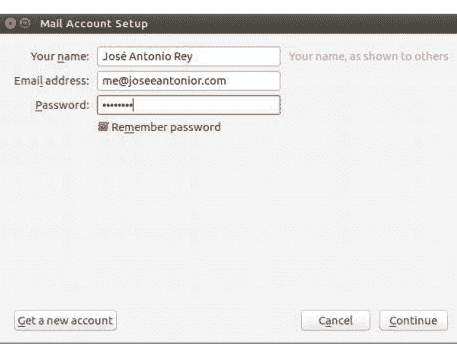 Mail Account Setup
Your name: José Antonio Rey Your name, as shown to others
Email address: me@joseeantonior.com
Password: ••••••••
Remember password
Get a new account Cancel Continue